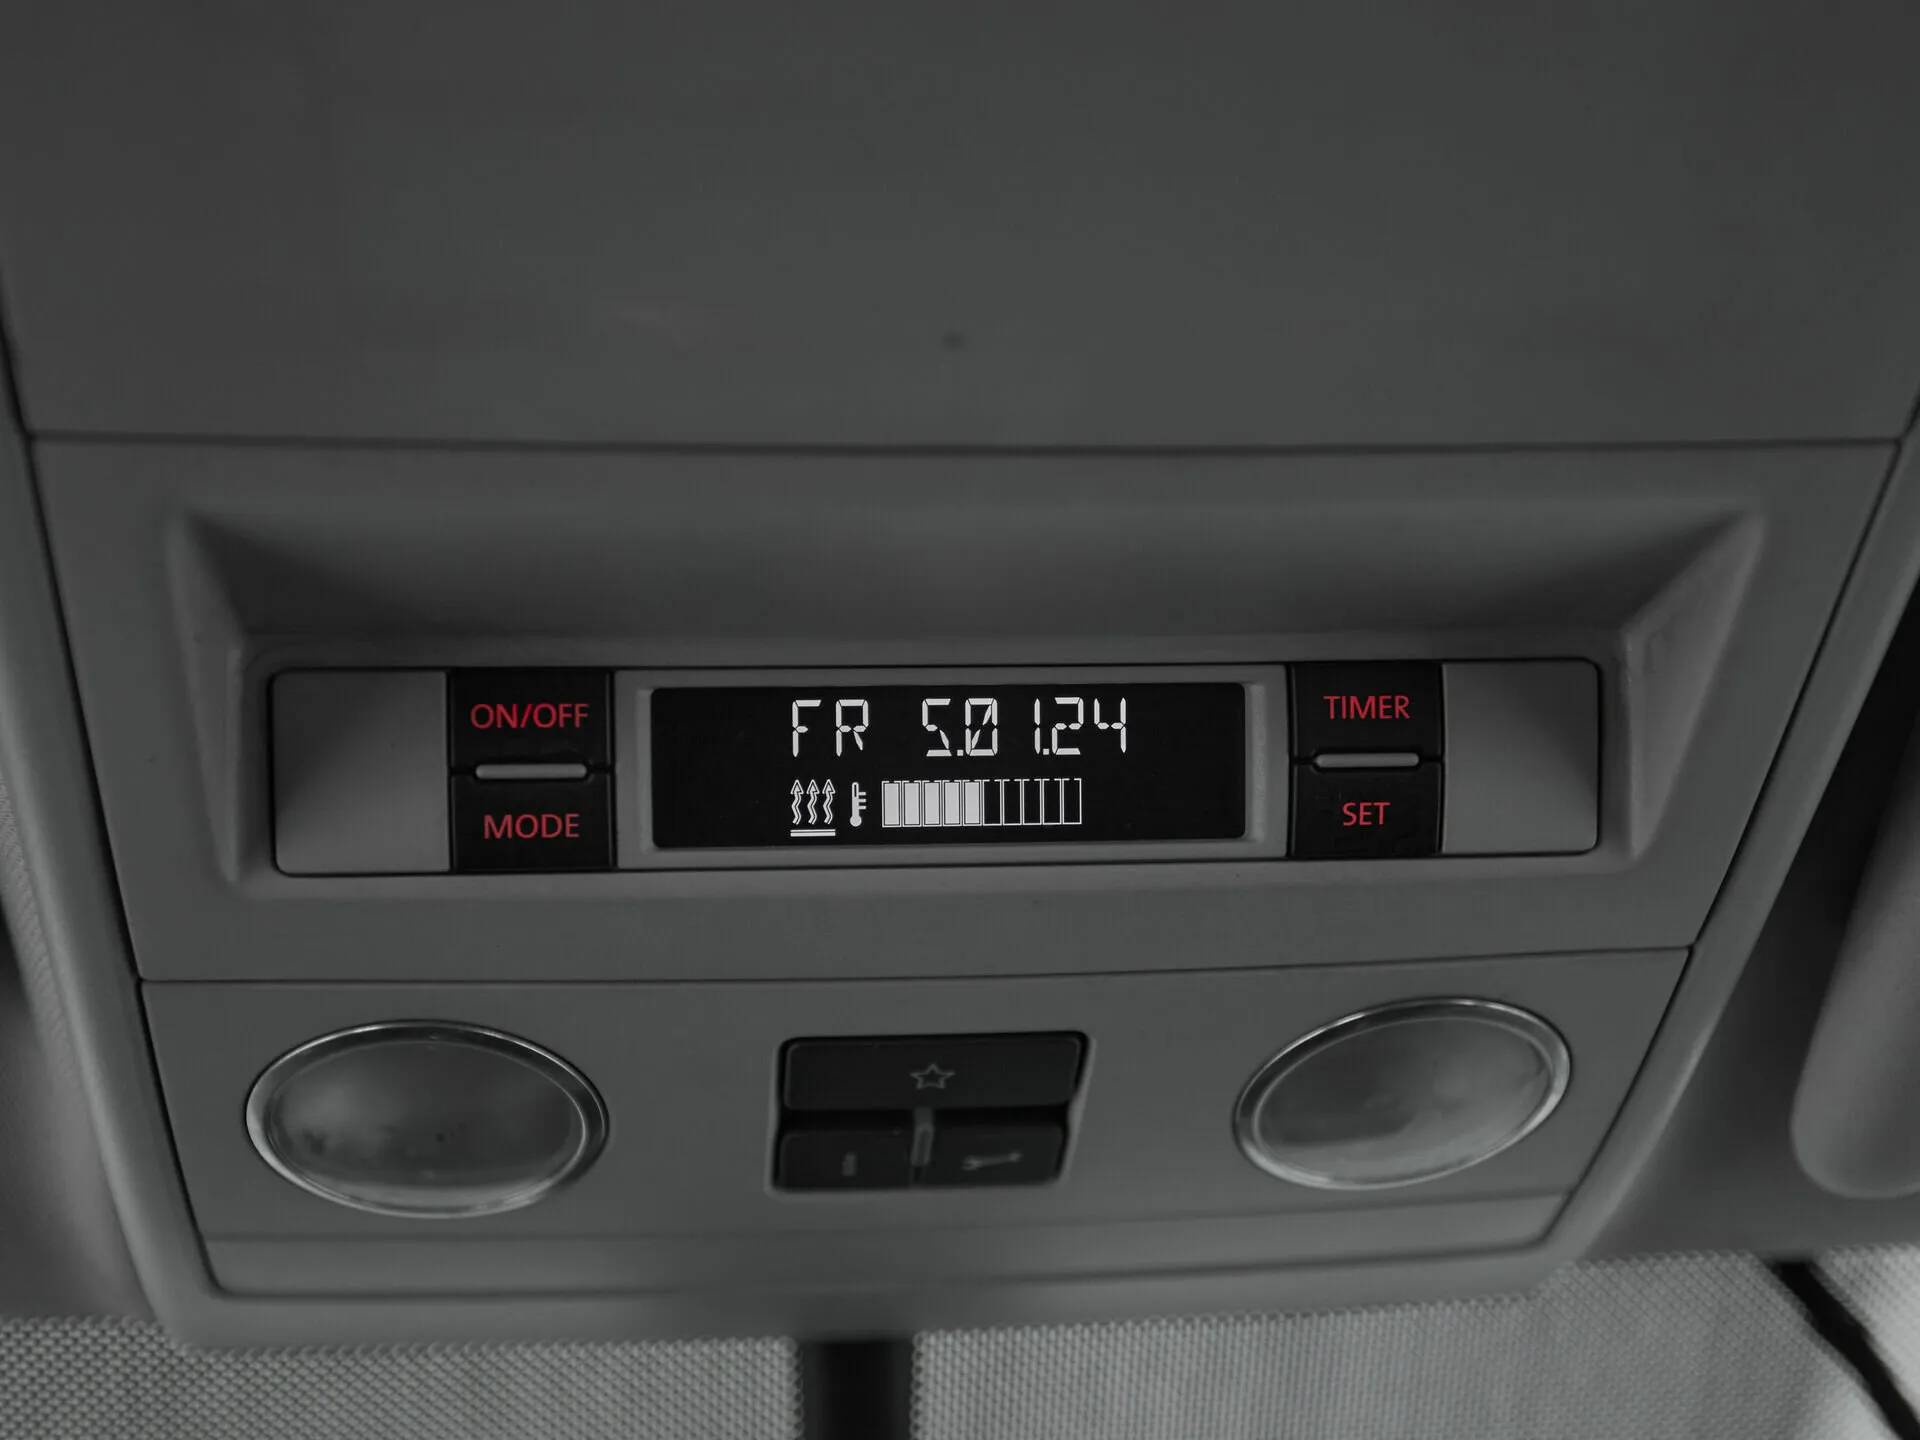 ON/OFF
MODE
FR 5.01.24
TIMER
SET